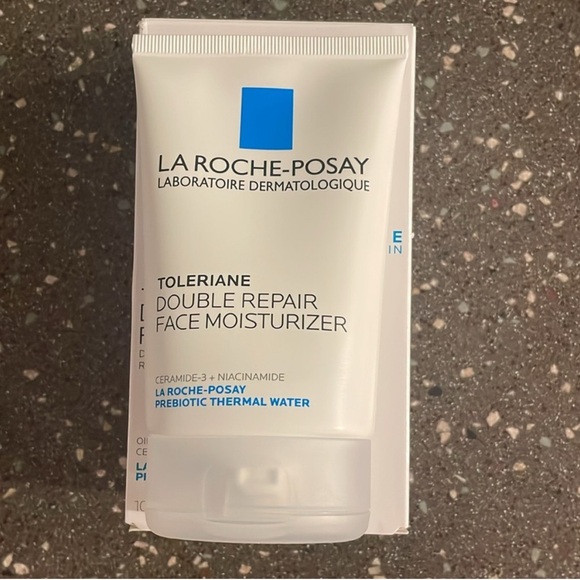 LA ROCHE-POSAY
LABORATOIRE DERMATOLOGIQUE
TOLERIANE
DOUBLE REPAIR
FACE MOISTURIZER
CERAMIDE-3 + NIACINAMIDE
LA ROCHE-POSAY
PREBIOTIC THERMAL WATER